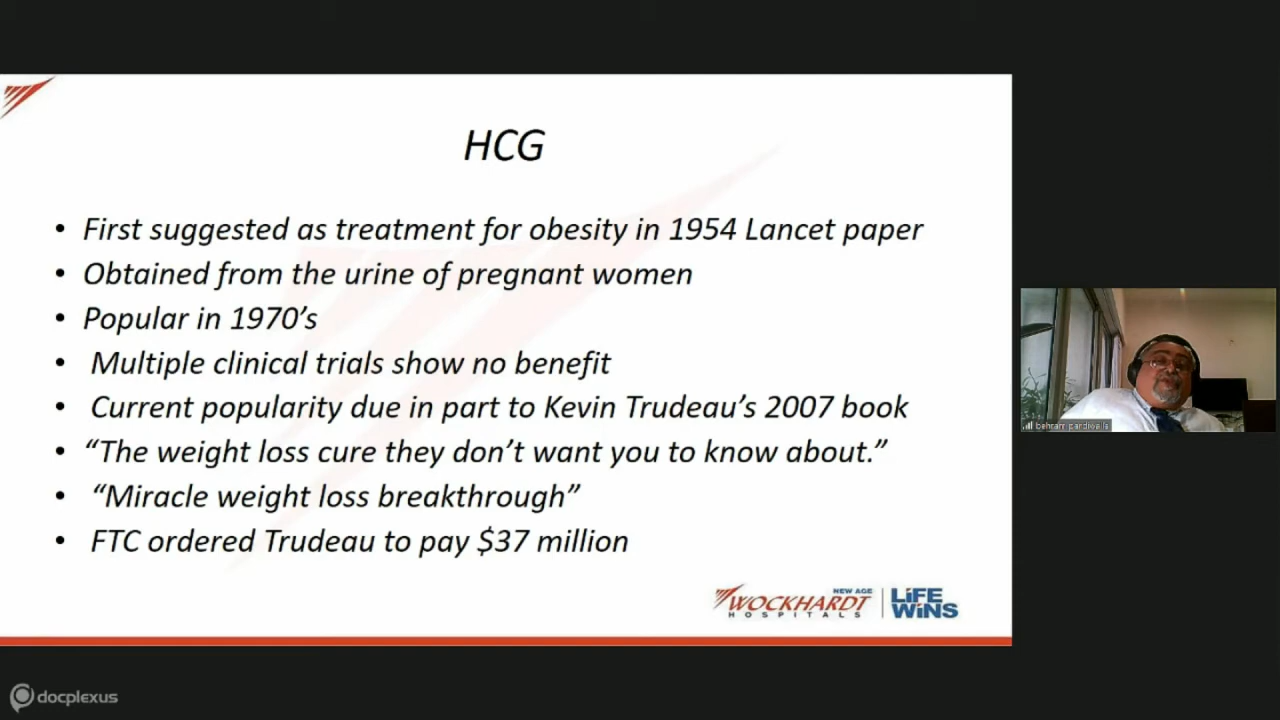 HCG
• First suggested as treatment for obesity in 1954 Lancet paper
• Obtained from the urine of pregnant women
• Popular in 1970's
• Multiple clinical trials show no benefit
• Current popularity due in part to Kevin Trudeau's 2007 book
• “The weight loss cure they don't want you to know about.”
• “Miracle weight loss breakthrough”
• FTC ordered Trudeau to pay $37 million
behram pardiwalla
NEW AGE
WOCKHARDT
HOSPITALS
LiFE
WiNS
docplexus